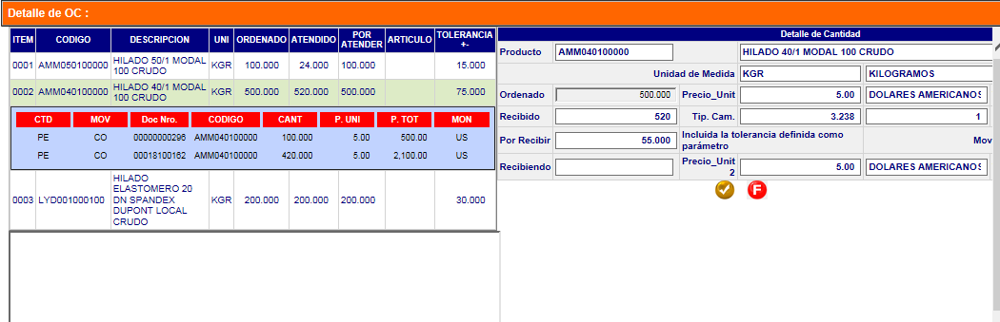 Detalle de OC :
ITEM CODIGO DESCRIPCION UNI ORDENADO ATENDIDO POR ATENDER ARTICULO TOLERANCIA +-
0001 AMM050100000 HILADO 50/1 MODAL 100 CRUDO KGR 100.000 24.000 100.000 15.000
0002 AMM040100000 HILADO 40/1 MODAL 100 CRUDO KGR 500.000 520.000 500.000 75.000
CTD MOV Doc Nro. CODIGO CANT P. UNI P. TOT MON
PE CO 00000000296 AMM040100000 100.000 5.00 500.00 US
PE CO 00018100162 AMM040100000 420.000 5.00 2,100.00 US
0003 LYD001000100 HILADO ELASTOMERO 20 DN SPANDEX DUPONT LOCAL CRUDO KGR 200.000 200.000 200.000 30.000
Detalle de Cantidad
Producto AMM040100000 HILADO 40/1 MODAL 100 CRUDO
Unidad de Medida KGR KILOGRAMOS
Ordenado 500.000 Precio_Unit 5.00 DOLARES AMERICANOS
Recibido 520 Tip. Cam. 3.238 1
Por Recibir 55.000 Incluida la tolerancia definida como parámetro Mov
Recibiendo Precio_Unit 2 5.00 DOLARES AMERICANOS
F